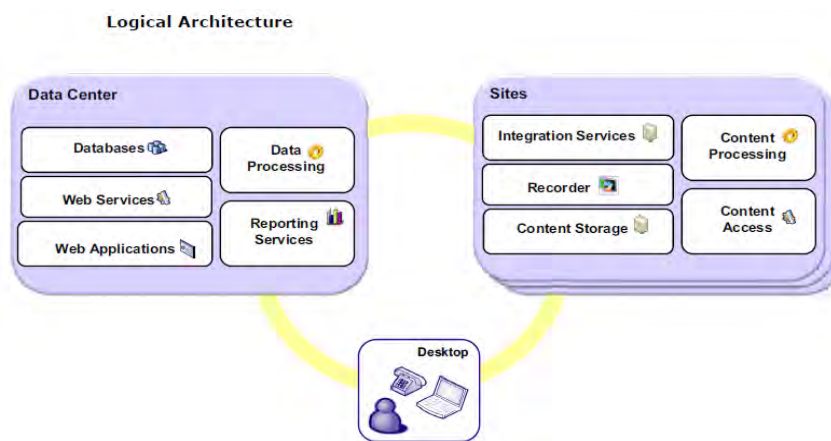 Logical Architecture
Data Center
Databases
Web Services
Web Applications
Data
Processing
Reporting
Services
Sites
Integration Services
Recorder
Content Storage
Content
Processing
Content
Access
Desktop